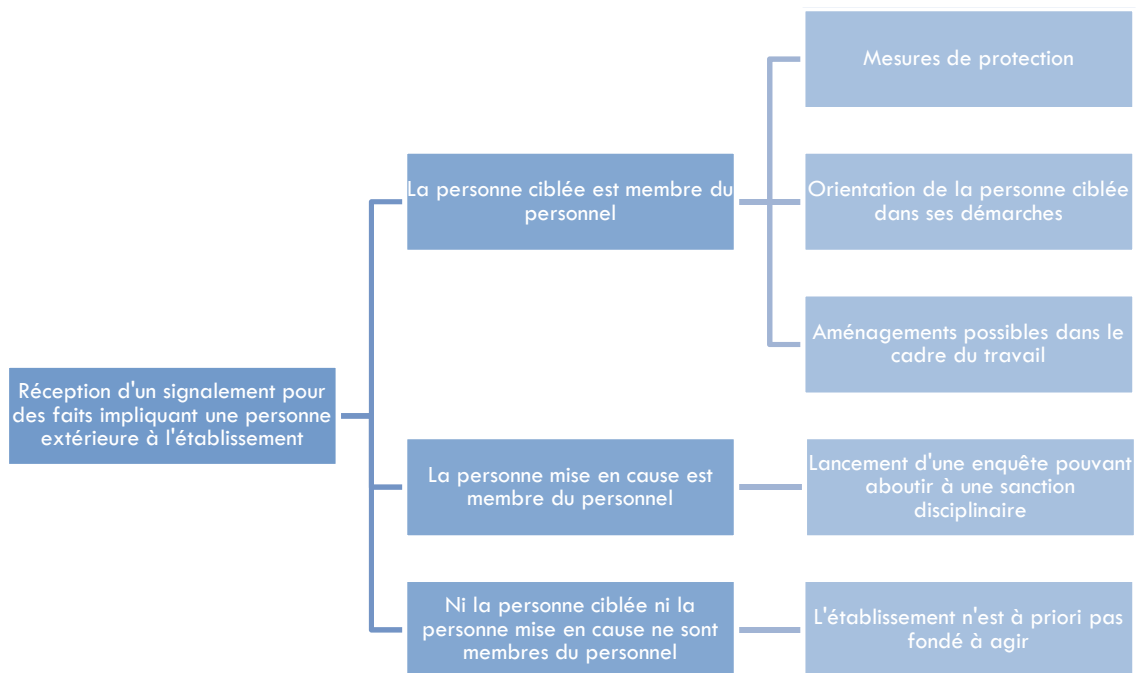 Réception d'un signalement pour
des faits impliquant une personne
extérieure à l'établissement
La personne ciblée est membre du
personnel
Mesures de protection
Orientation de la personne ciblée
dans ses démarches
Aménagements possibles dans le
cadre du travail
La personne mise en cause est
membre du personnel
Lancement d'une enquête pouvant
aboutir à une sanction
disciplinaire
Ni la personne ciblée ni la
personne mise en cause ne sont
membres du personnel
L'établissement n'est à priori pas
fondé à agir